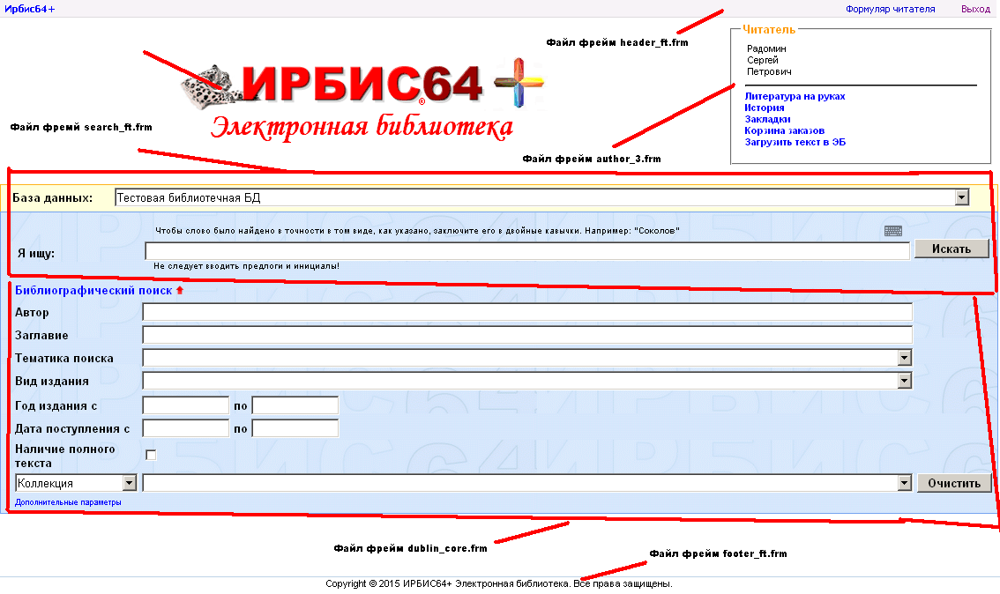 Ирбис64+
Формуляр читателя
Выход
Файл фрейм header_ft.frm
Читатель
Радомин
Сергей
Петрович
ИРБИС64
®
Электронная библиотека
Литература на руках
История
Закладки
Корзина заказов
Загрузить текст в ЭБ
Файл фремй search_ft.frm
Файл фрейм author_3.frm
База данных:
Тестовая библиотечная БД
Чтобы слово было найдено в точности в том виде, как указано, заключите его в двойные кавычки. Например: "Соколов"
Я ищу:
Искать
Не следует вводить предлоги и инициалы!
Библиографический поиск
Автор
Заглавие
Тематика поиска
Вид издания
Год издания с
по
Дата поступления с
по
Наличие полного
текста
Коллекция
Очистить
Дополнительные параметры
Файл фрейм dublin_core.frm
Файл фрейм footer_ft.frm
Copyright © 2015 ИРБИС64+ Электронная библиотека. Все права защищены.